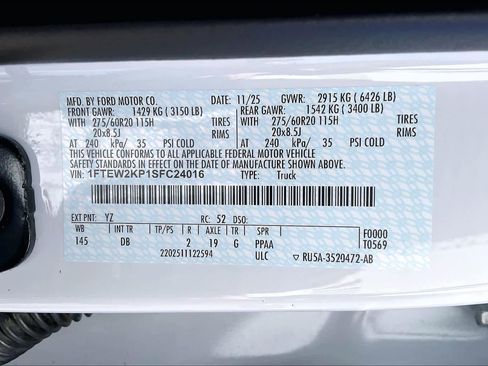 MFD. BY FORD MOTOR CO. 11/25 GVWR: 2915 KG (6426 LB)
FRONT GAWR: 1429 KG (3150 LB) REAR GAWR: 1542 KG (3400 LB)
WITH 275/60R20 115H TIRES WITH 275/60R20 115H TIRES
20x8.5J RIMS 20x8.5J RIMS
AT 240 kPa/ 35 PSI COLD AT 240 kPa/ 35 PSI COLD
THIS VEHICLE CONFORMS TO ALL APPLICABLE FEDERAL MOTOR VEHICLE
SAFETY STANDARDS IN EFFECT ON THE DATE OF MANUFACTURE SHOWN ABOVE.
VIN: 1FTEW2KP1SFC24016 TYPE: Truck
EXT PNT: YZ RC: 52 DSO:
WB INT TR TP/PS R AXLE TR SPR F0000
145 DB 2 19 G PPAA T0569
2202511122594 ULC RU5A-3520472-AB